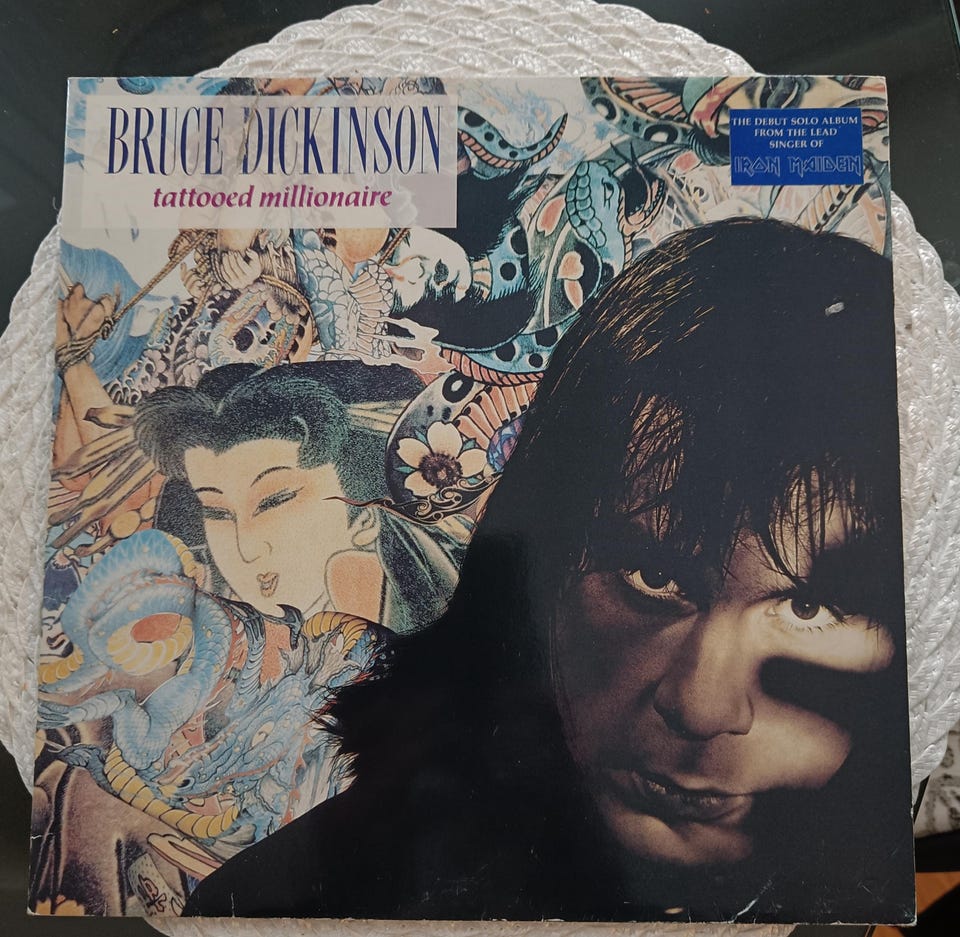 BRUCE DICKINSON
tattooed millionaire
THE DEBUT SOLO ALBUM
FROM THE LEAD
SINGER OF
IRON MAIDEN